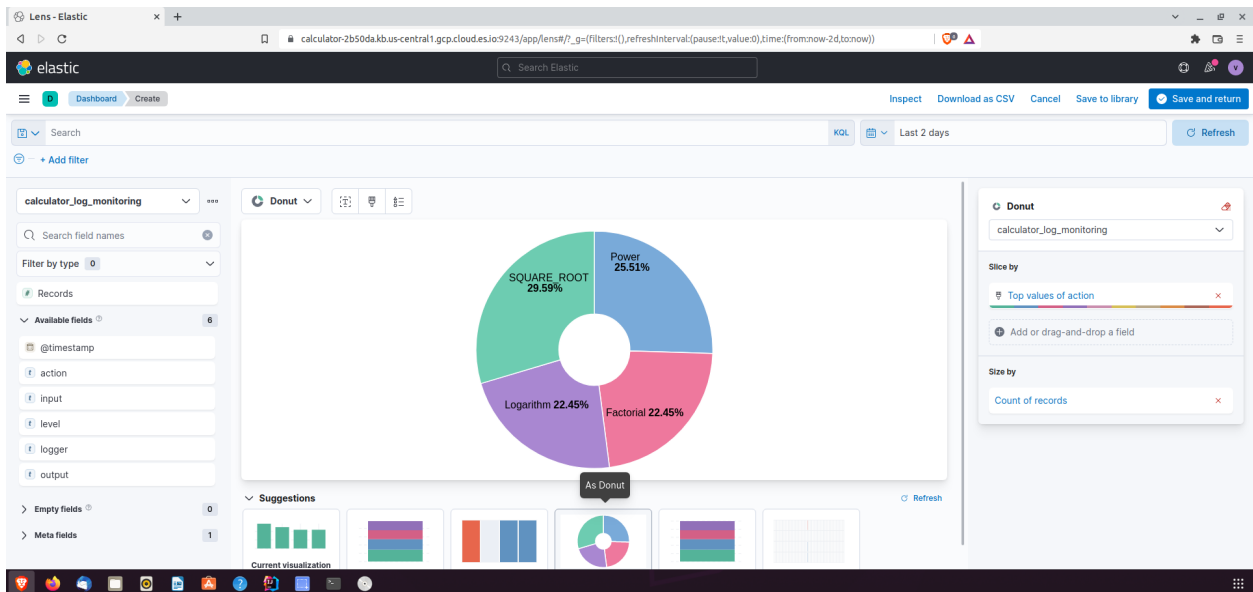 Lens - Elastic
calculator-2b50da.kb.us-central1.gcp.cloud.es.io:9243/app/lens#/?_g=(filters:!(),refreshInterval:(pause:!t,value:0),time:(from:now-2d,to:now))
elastic
Search Elastic
V
D Dashboard Create
Inspect Download as CSV Cancel Save to library Save and return
Search KQL Last 2 days Refresh
+ Add filter
calculator_log_monitoring
Search field names
Filter by type 0
# Records
Available fields 6
@timestamp
t action
t input
t level
t logger
t output
Empty fields 0
Meta fields 1
Donut
Power
25.51%
SQUARE_ROOT
29.59%
Logarithm 22.45%
Factorial 22.45%
As Donut
Suggestions Refresh
Current visualization
Donut
calculator_log_monitoring
Slice by
Top values of action
Add or drag-and-drop a field
Size by
Count of records